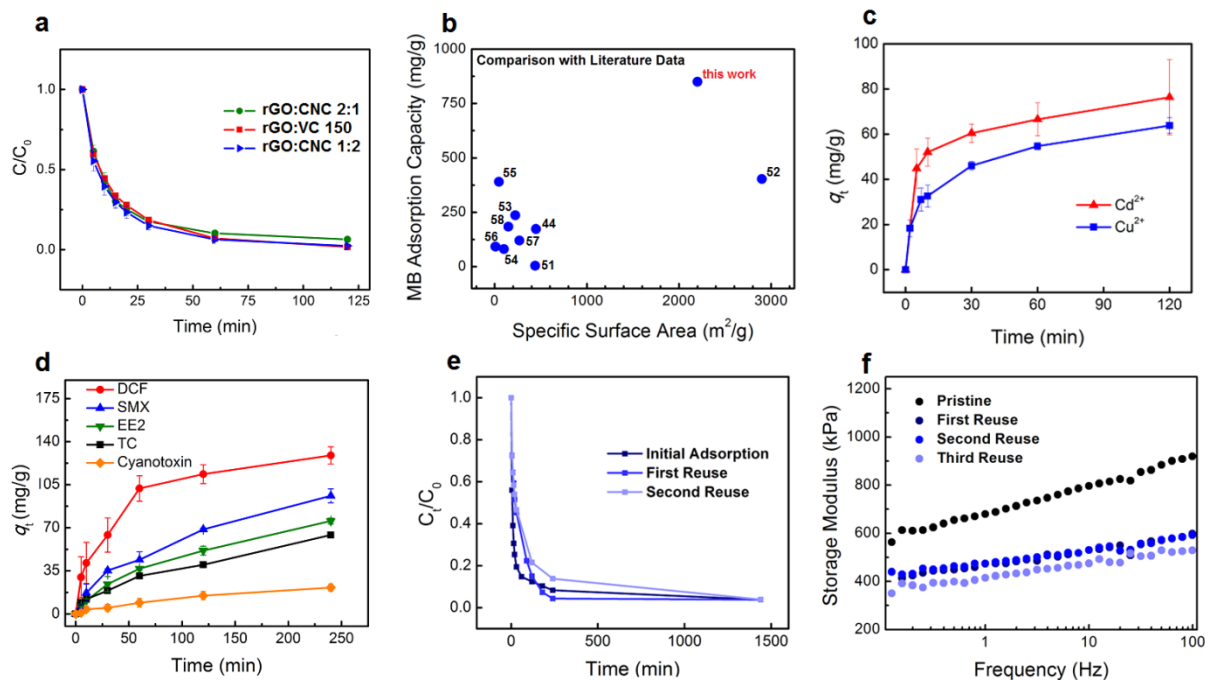 a
C/C0
1.0
0.5
0.0
rGO:CNC 2:1
rGO:VC 150
rGO:CNC 1:2
0 30 60 90 120
Time (min)
b
MB Adsorption Capacity (mg/g)
1000
750
500
250
0
Comparison with Literature Data
this work
55
52
53
58
44
56
57
54
51
0 1000 2000 3000
Specific Surface Area (m²/g)
c
qt (mg/g)
100
80
60
40
20
0
Cd²⁺
Cu²⁺
0 30 60 90 120
Time (min)
d
qt (mg/g)
175
140
105
70
35
0
DCF
SMX
EE2
TC
Cyanotoxin
0 50 100 150 200 250
Time (min)
e
Ct/C0
1.0
0.8
0.6
0.4
0.2
0.0
Initial Adsorption
First Reuse
Second Reuse
0 500 1000 1500
Time (min)
f
Storage Modulus (kPa)
1200
1000
800
600
400
200
Pristine
First Reuse
Second Reuse
Third Reuse
1 10 100
Frequency (Hz)